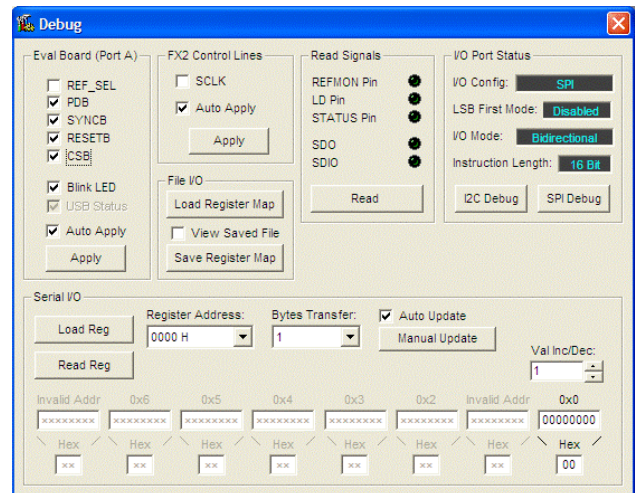 Debug
Eval Board (Port A)
REF_SEL
PDB
SYNCB
RESETB
CSB
Blink LED
USB Status
Auto Apply
Apply
FX2 Control Lines
SCLK
Auto Apply
Apply
File I/O
Load Register Map
View Saved File
Save Register Map
Read Signals
REFMON Pin
LD Pin
STATUS Pin
SDO
SDIO
Read
I/O Port Status
I/O Config: SPI
LSB First Mode: Disabled
I/O Mode: Bidirectional
Instruction Length: 16 Bit
I2C Debug SPI Debug
Serial I/O
Load Reg
Read Reg
Register Address:
0000 H
Bytes Transfer:
1
Auto Update
Manual Update
Val Inc/Dec:
1
Invalid Addr 0x6 0x5 0x4 0x3 0x2 Invalid Addr 0x0
xxxxxxxx xxxxxxxx xxxxxxxx xxxxxxxx xxxxxxxx xxxxxxxx xxxxxxxx 00000000
Hex Hex Hex Hex Hex Hex Hex Hex
xx xx xx xx xx xx xx 00